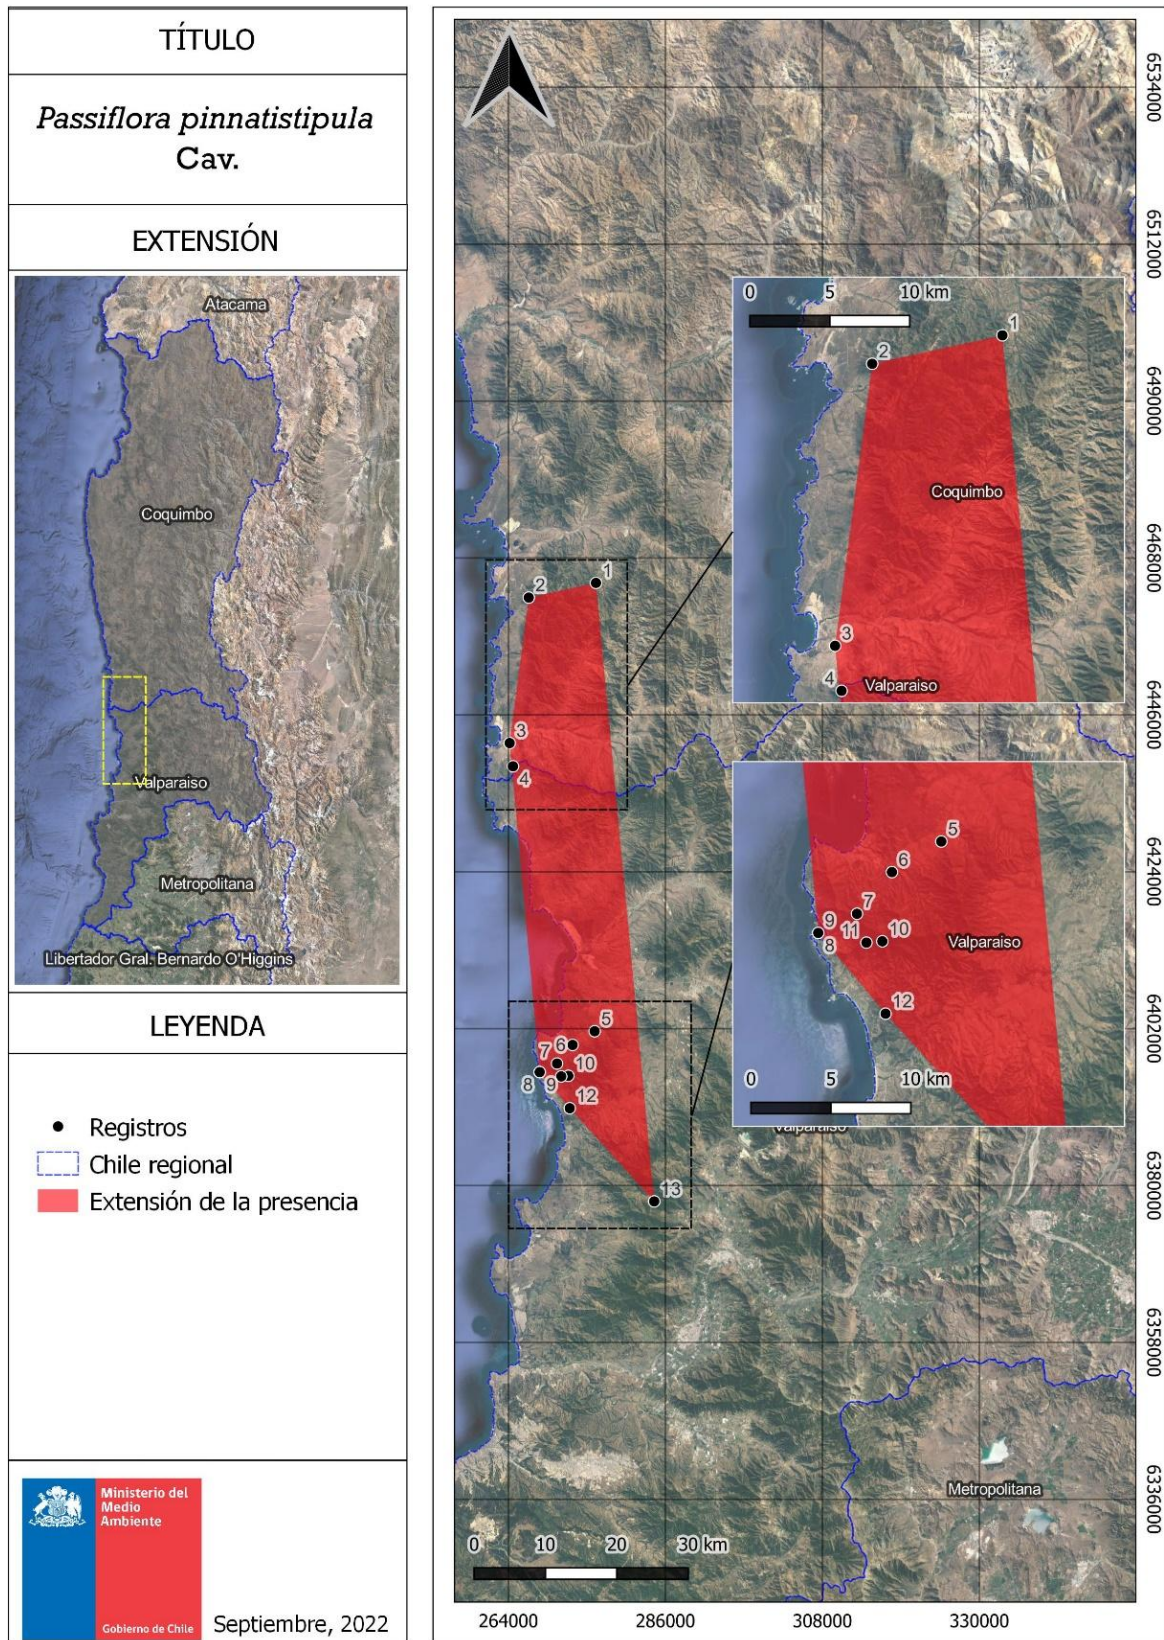 TÍTULO
Passiflora pinnatistipula
Cav.
EXTENSIÓN
Atacama
Coquimbo
Valparaiso
Metropolitana
Libertador Gral. Bernardo O'Higgins
LEYENDA
Registros
Chile regional
Extensión de la presencia
Ministerio del
Medio
Ambiente
Gobierno de Chile
Septiembre, 2022
1
2
3
4
5
6
7
8
9
10
12
13
0 5 10 km
1
2
Coquimbo
3
4
Valparaiso
5
6
7
9
8
11
10
Valparaiso
12
0 5 10 km
Valparaiso
Metropolitana
0 10 20 30 km
264000 286000 308000 330000
6534000
6512000
6490000
6468000
6446000
6424000
6402000
6380000
6358000
6336000